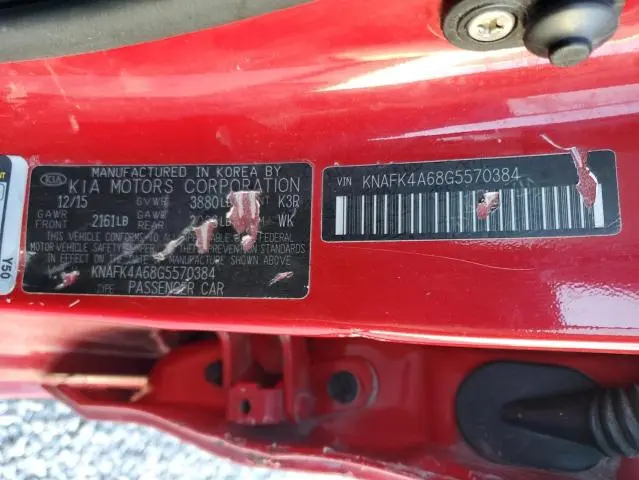 MANUFACTURED IN KOREA BY
KIA KIA MOTORS CORPORATION
12/15 GVWR 3880LB K3R
GAWR FRONT 2161LB GAWR REAR WK
THIS VEHICLE CONFORMS TO FEDERAL
MOTOR VEHICLE SAFETY STANDARDS
IN EFFECT ON THE DATE OF MANUFACTURE SHOWN ABOVE
KNAFK4A68G5570384
TYPE: PASSENGER CAR
VIN KNAFK4A68G5570384
Y50